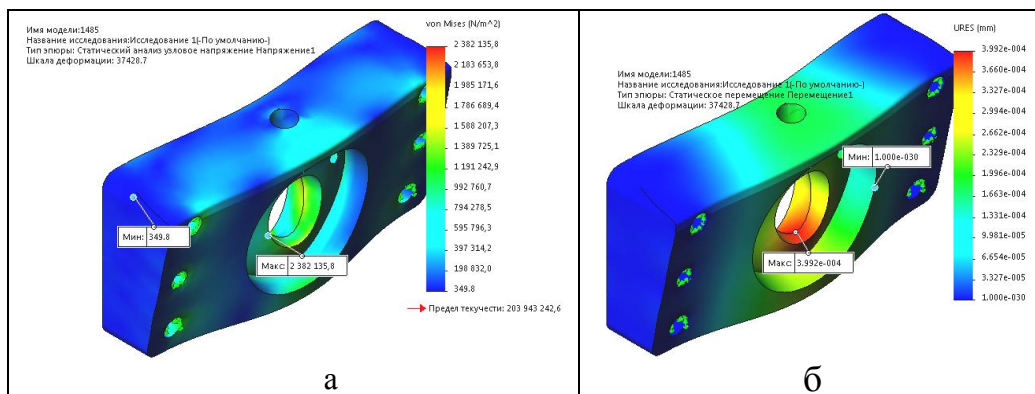 Имя модели:1485
Название исследования:Исследование 1(-По умолчанию-)
Тип эпюры: Статический анализ узловое напряжение Напряжение1
Шкала деформации: 37428.7
von Mises (N/m^2)
2 382 135,8
2 183 653,8
1 985 171,6
1 786 689,4
1 588 207,3
1 389 725,1
1 191 242,9
992 760,7
794 278,5
595 796,3
397 314,2
198 832,0
349.8
Предел текучести: 203 943 242,6
Мин: 349.8
Макс: 2 382 135,8
а
Имя модели:1485
Название исследования:Исследование 1(-По умолчанию-)
Тип эпюры: Статическое перемещение Перемещение1
Шкала деформации: 37428.7
URES (mm)
3.992e-004
3.660e-004
3.327e-004
2.994e-004
2.662e-004
2.329e-004
1.996e-004
1.663e-004
1.331e-004
9.981e-005
6.654e-005
3.327e-005
1.000e-030
Мин: 1.000e-030
Макс: 3.992e-004
б